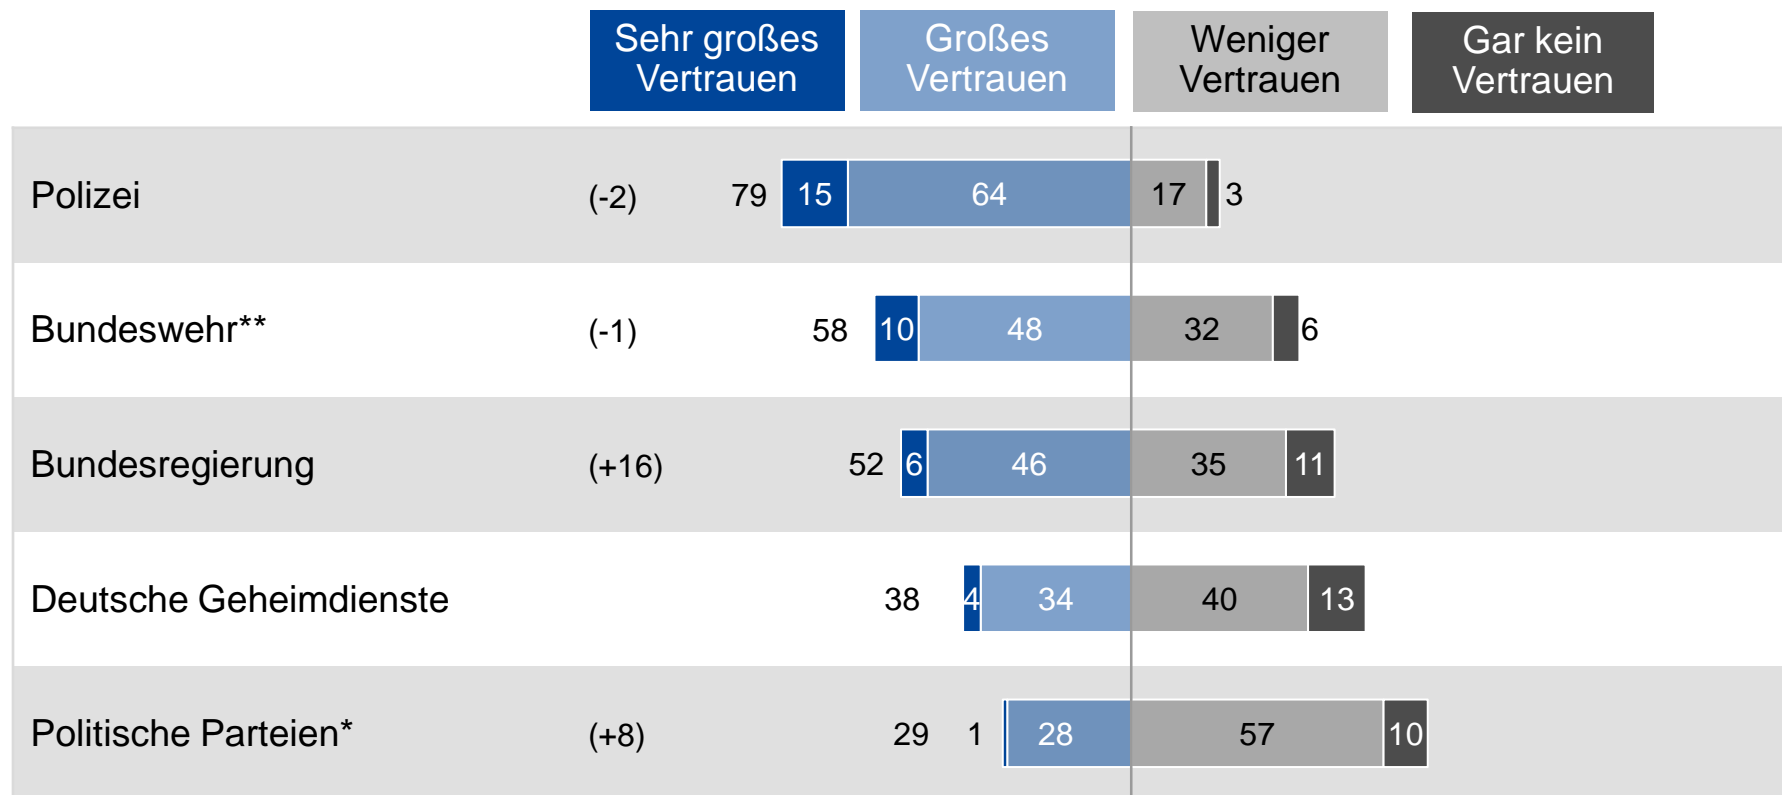 Sehr großes
Vertrauen
Großes
Vertrauen
Weniger
Vertrauen
Gar kein
Vertrauen
Polizei (-2) 79 15 64 17 3
Bundeswehr** (-1) 58 10 48 32 6
Bundesregierung (+16) 52 6 46 35 11
Deutsche Geheimdienste 38 4 34 40 13
Politische Parteien* (+8) 29 1 28 57 10